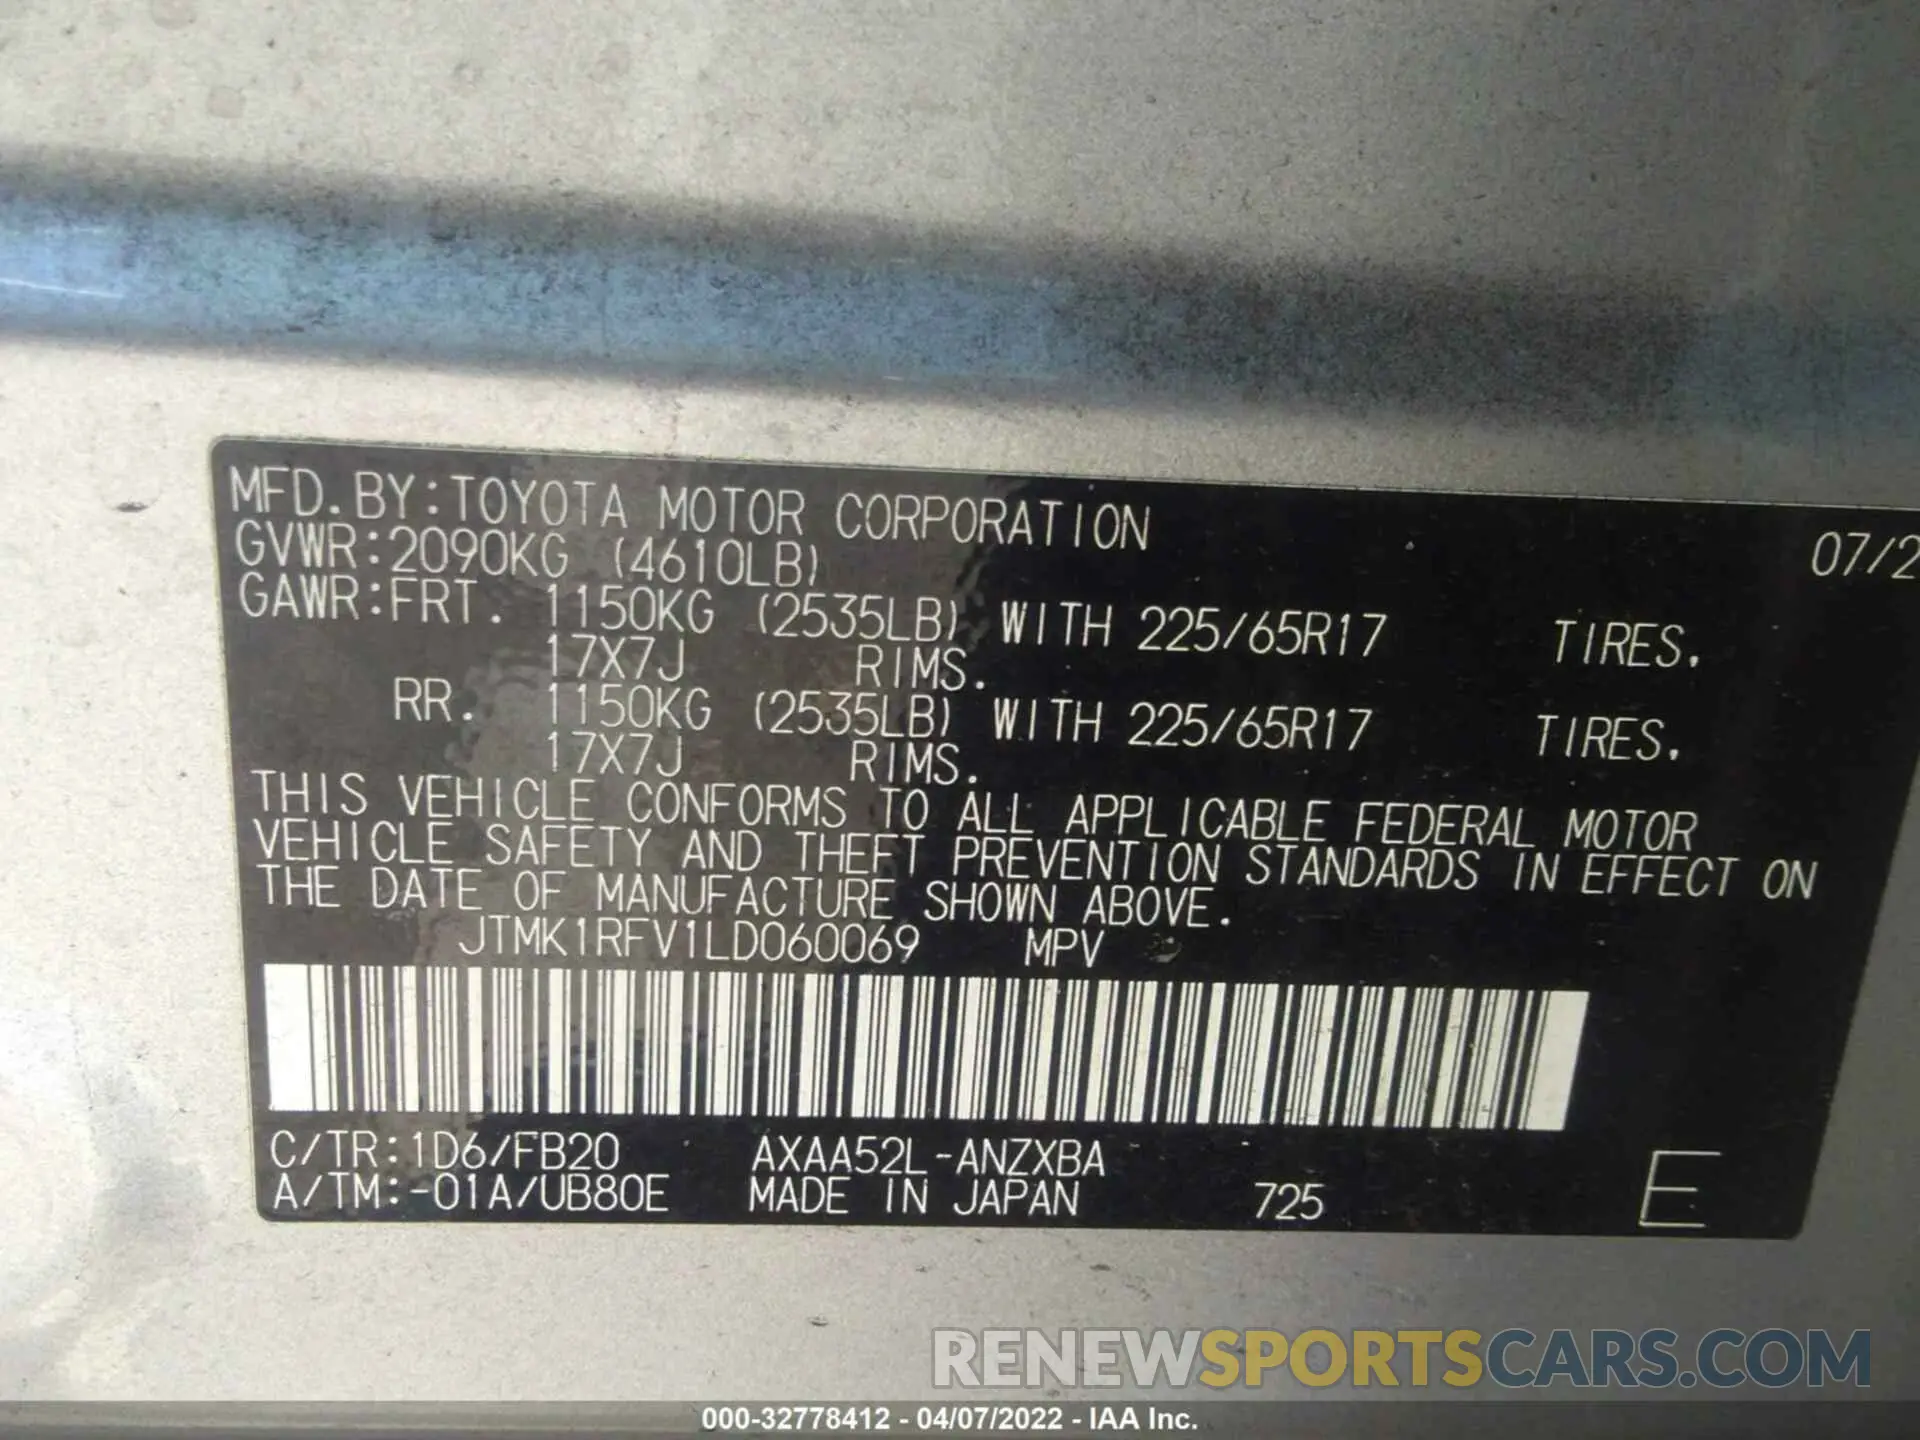 MFD.BY:TOYOTA MOTOR CORPORATION 07/2
GVWR:2090KG (4610LB)
GAWR:FRT. 1150KG (2535LB) WITH 225/65R17 TIRES.
17X7J RIMS.
RR. 1150KG (2535LB) WITH 225/65R17 TIRES.
17X7J RIMS.
THIS VEHICLE CONFORMS TO ALL APPLICABLE FEDERAL MOTOR
VEHICLE SAFETY AND THEFT PREVENTION STANDARDS IN EFFECT ON
THE DATE OF MANUFACTURE SHOWN ABOVE.
JTMK1RFV1LD060069 MPV
C/TR:1D6/FB20 AXAA52L-ANZXBA
A/TM:-01A/UB80E MADE IN JAPAN 725 E
RENEWSPORTSCARS.COM
000-32778412 - 04/07/2022 - IAA Inc.